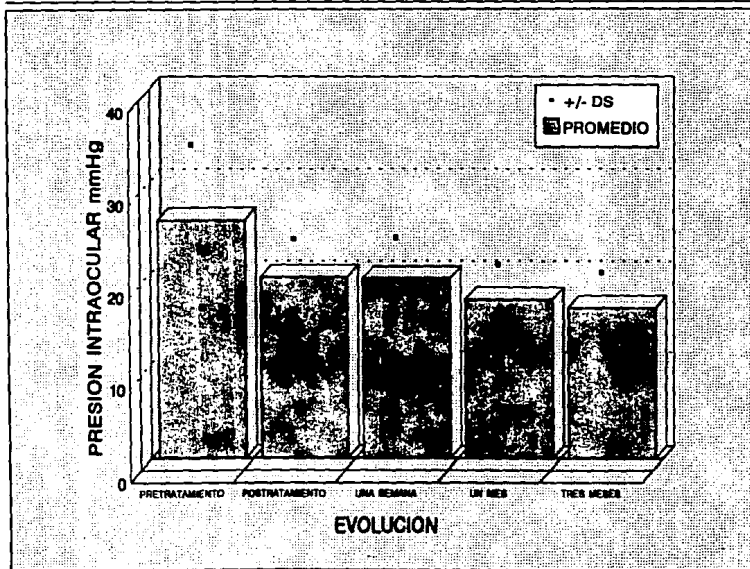 +/- DS
PROMEDIO
PRESION INTRAOCULAR mmHg
40
30
20
10
0
PRETRATAMIENTO POSTRATAMIENTO UNA SEMANA UN MES TRES MESES
EVOLUCION